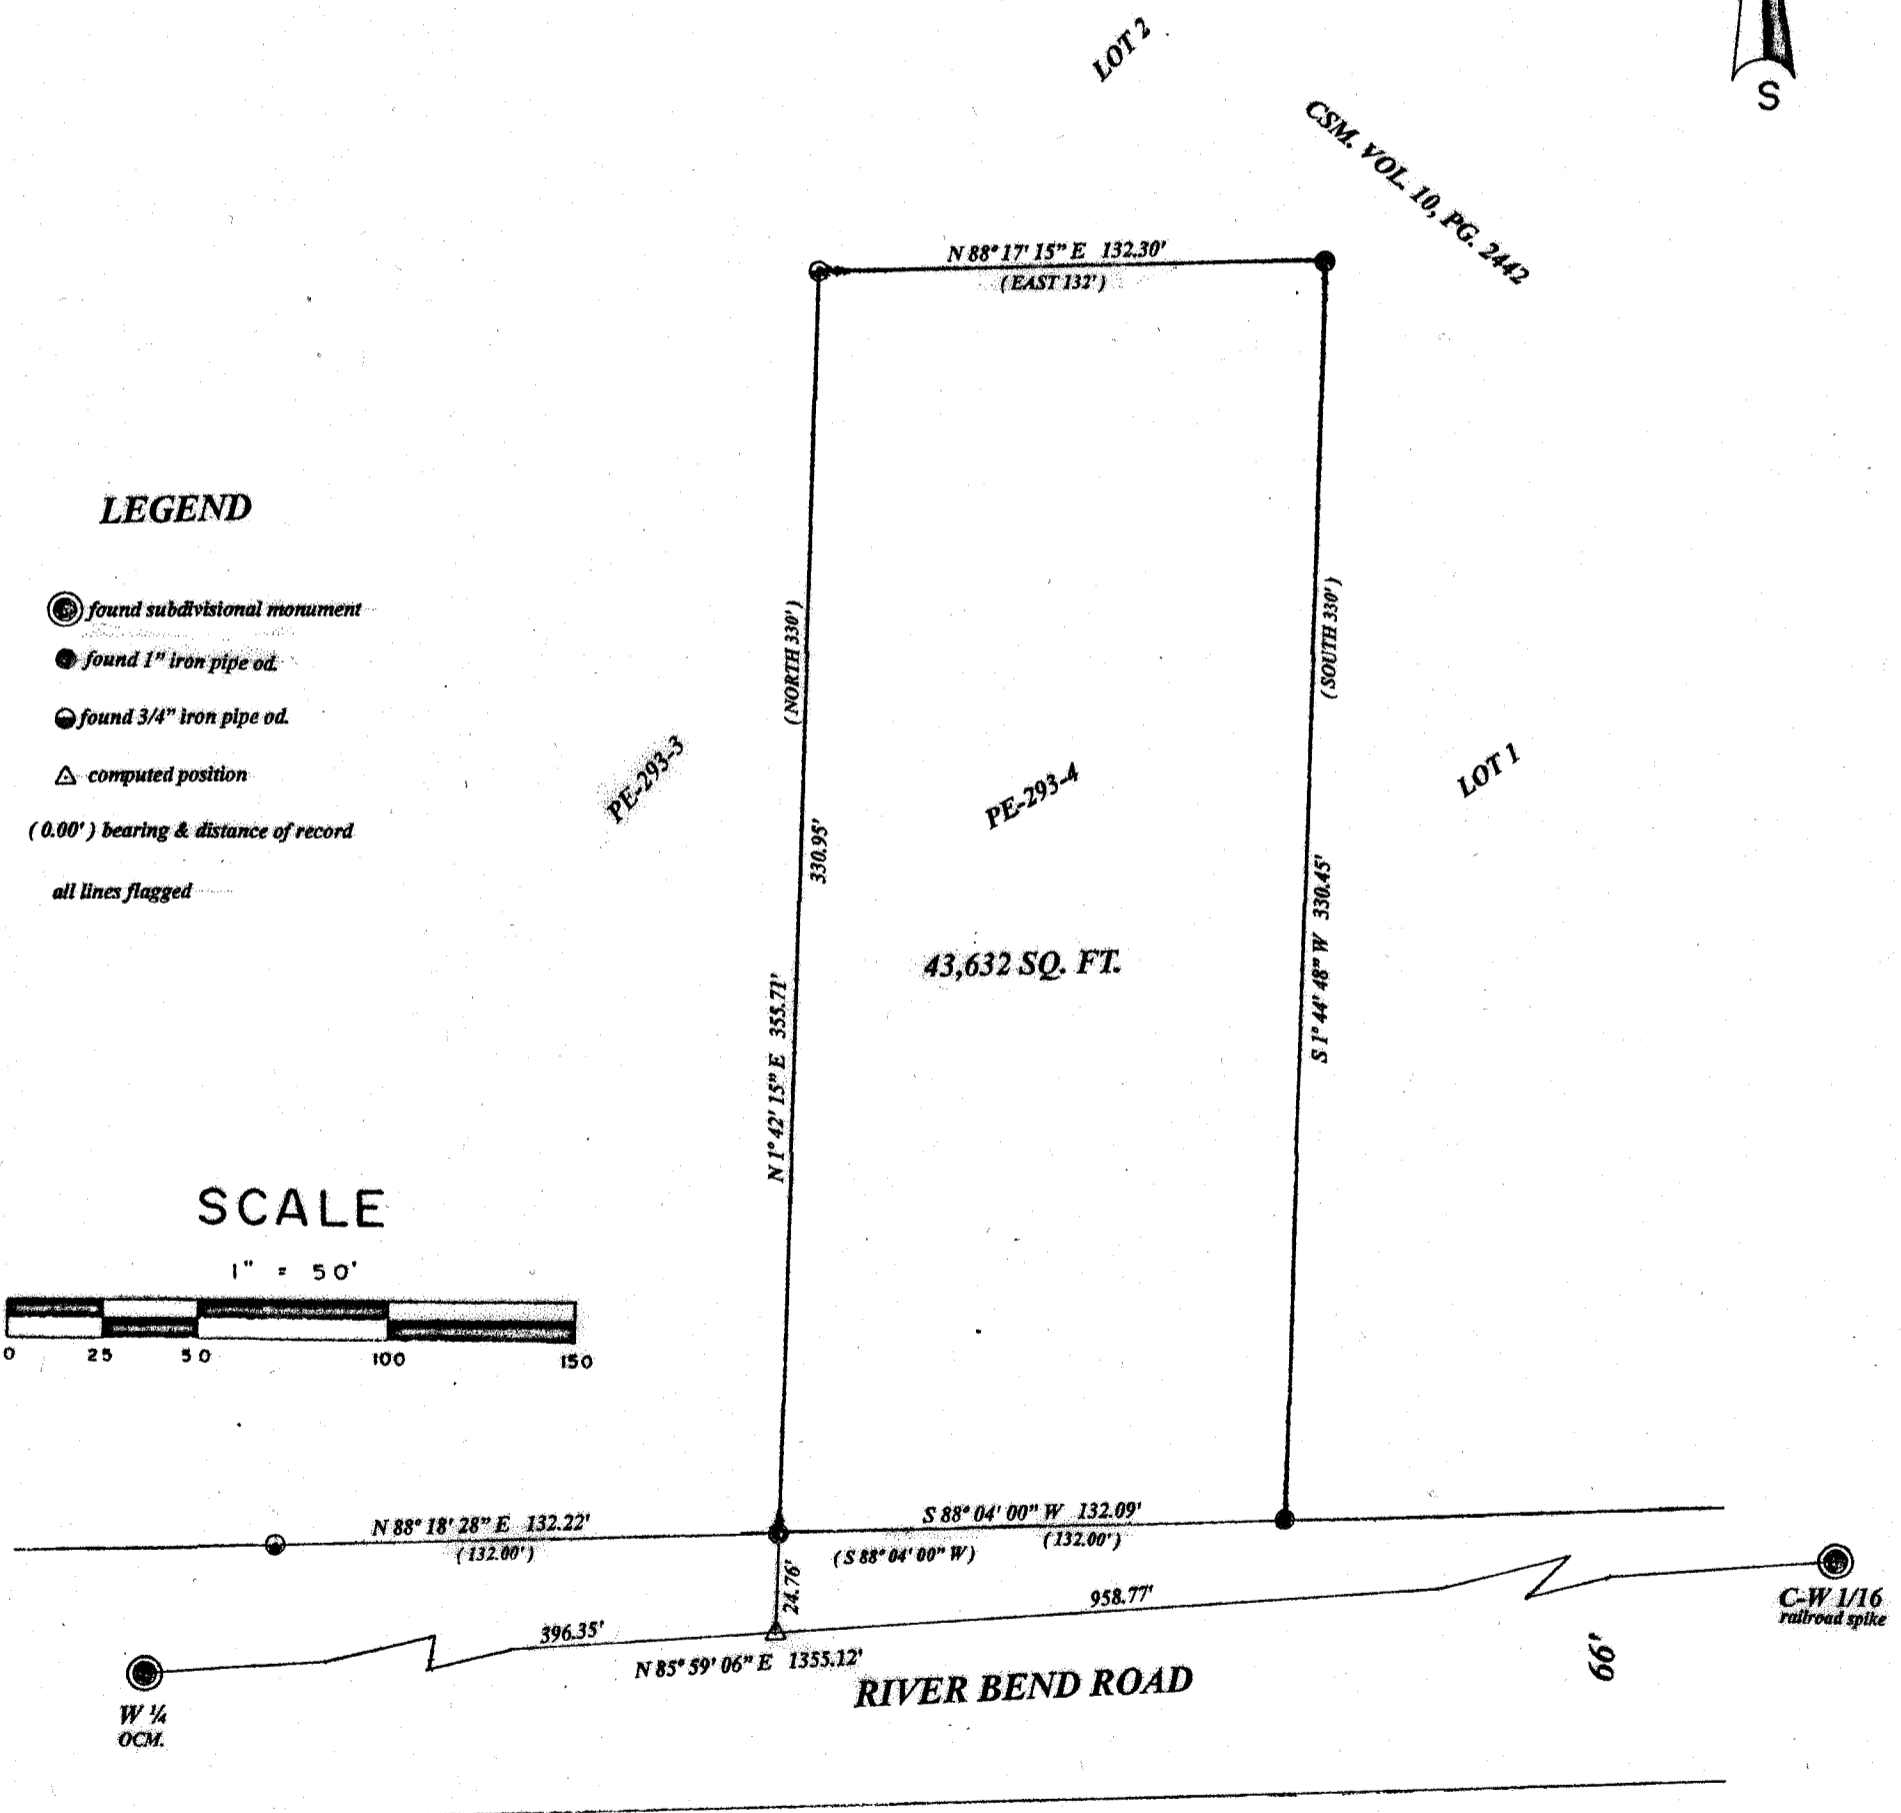 S
LOT 2
CSM. VOL. 10, PG. 2442
N 88° 17' 15" E 132.30'
( EAST 132' )
LEGEND
found subdivisional monument
found 1" iron pipe od.
found 3/4" iron pipe od.
computed position
( 0.00' ) bearing & distance of record
all lines flagged
( NORTH 330' )
330.95'
N 1° 42' 15" E 355.71'
PE-293-3
PE-293-4
43,632 SQ. FT.
( SOUTH 330' )
S 1° 44' 48" W 330.45'
LOT 1
SCALE
1" = 50'
0 25 50 100 150
N 88° 18' 28" E 132.22'
( 132.00' )
S 88° 04' 00" W 132.09'
( S 88° 04' 00" W ) ( 132.00' )
24.76'
396.35'
958.77'
N 85° 59' 06" E 1355.12'
RIVER BEND ROAD
66'
W ¼
OCM.
C-W 1/16
railroad spike